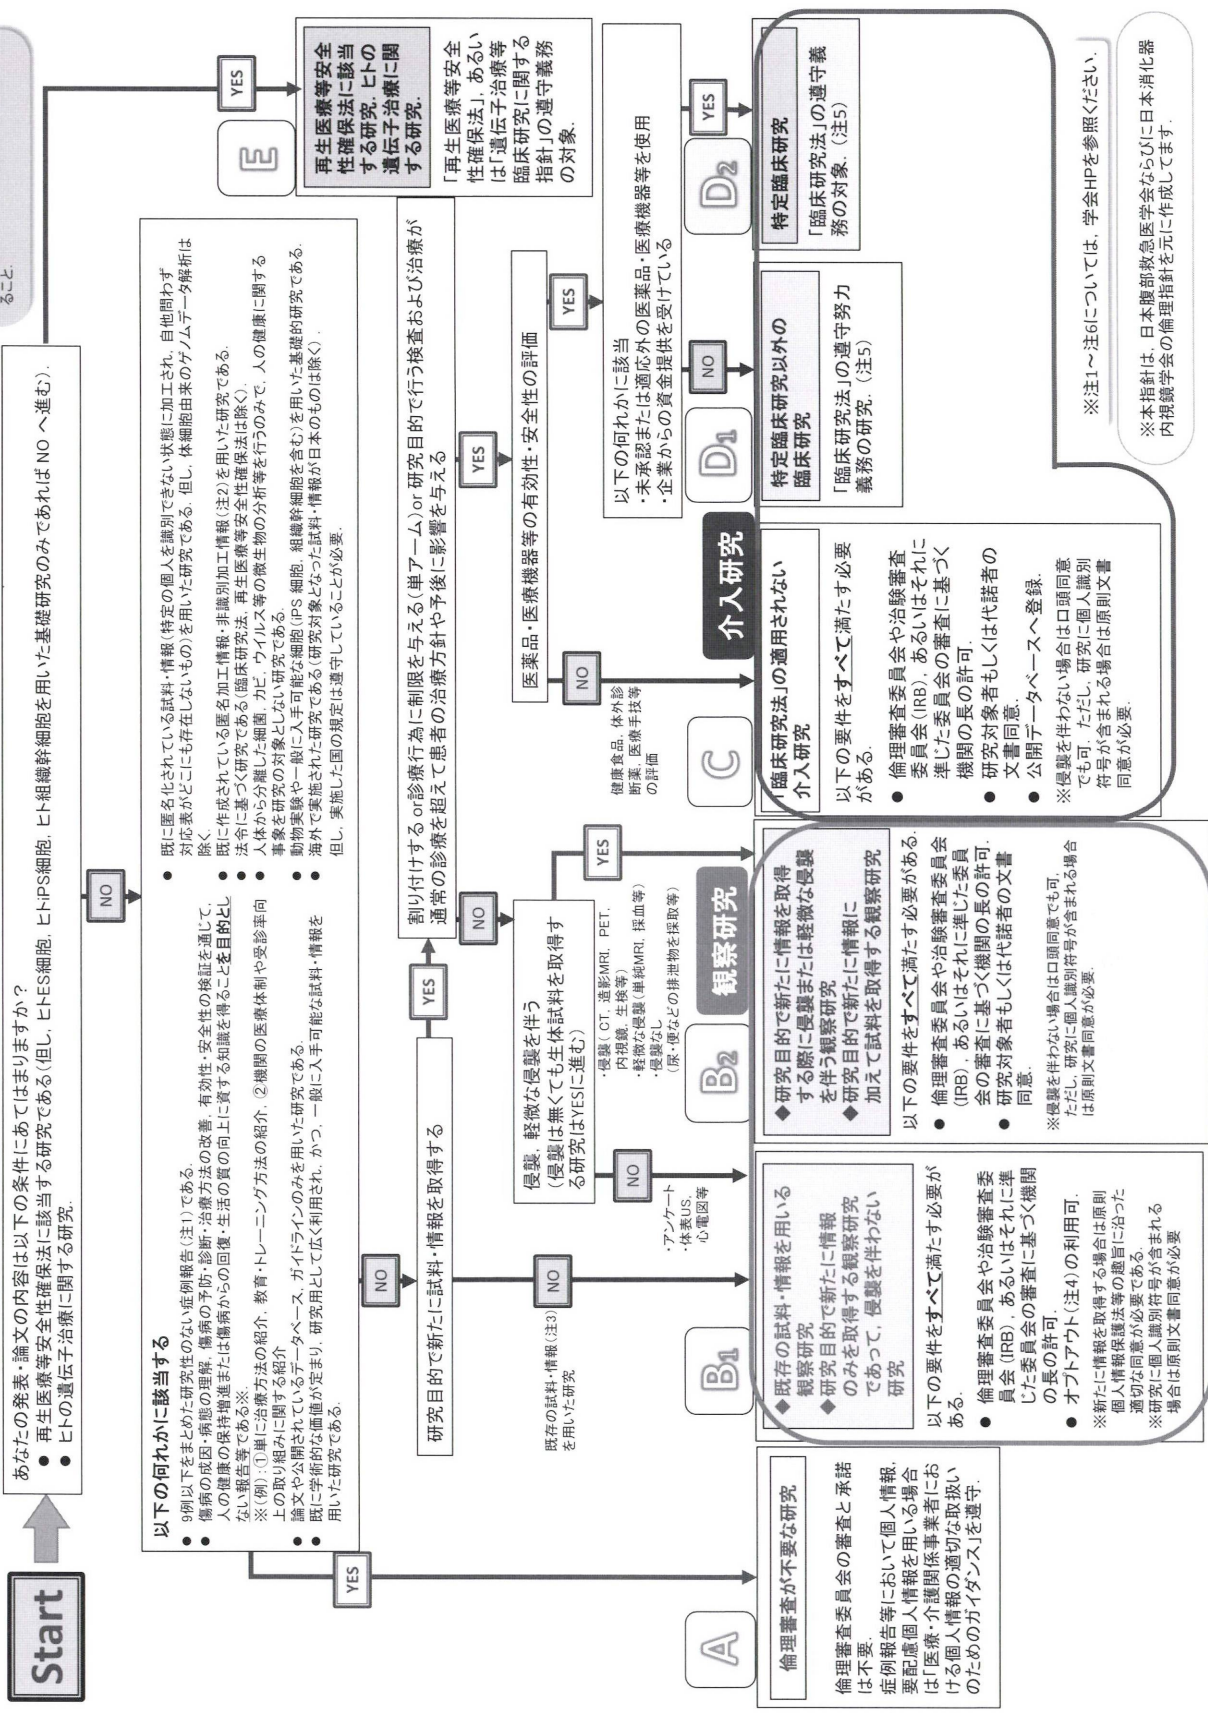 ること.
Start
あなたの発表・論文の内容は以下の条件にあてはまりますか？
● 再生医療等安全性確保法に該当する研究である(但し, ヒトES細胞, ヒトiPS細胞, ヒト組織幹細胞を用いた基礎研究のみであれば NO へ進む).
● ヒトの遺伝子治療に関する研究.
NO
YES
以下の何れかに該当する
● 9例以下をまとめた研究性のない症例報告(注1)である.
● 傷病の成因・病態の理解, 傷病の予防・診断・治療方法の改善, 有効性・安全性の検証を通じて,
人の健康の保持増進または傷病からの回復・生活の質の向上に資する知識を得ることを目的とし
ない報告等である※.
※(例):①単に治療方法の紹介, 教育・トレーニング方法の紹介, ②機関の医療体制や受診率向
上の取り組みに関する紹介
● 論文や公開されているデータベース, ガイドラインのみを用いた研究である.
● 既に学術的な価値が定まり, 研究用として広く利用され, かつ, 一般に入手可能な試料・情報を
用いた研究である.
● 既に匿名化されている試料・情報(特定の個人を識別できない状態に加工され, 自他問わず
対応表がどこにも存在しないもの)を用いた研究である. 但し, 体細胞由来のゲノムデータ解析は
除く.
● 既に作成されている匿名加工情報・非識別加工情報(注2)を用いた研究である.
● 法令に基づく研究である(臨床研究法, 再生医療等安全性確保法は除く).
● 人体から分離した細菌, カビ, ウイルス等の微生物の分析等を行うのみで, 人の健康に関する
事象を研究の対象としない研究である.
● 動物実験や一般に入手可能な細胞(iPS 細胞, 組織幹細胞を含む)を用いた基礎的研究である.
● 海外で実施された研究である(研究対象となった試料・情報が日本のものは除く).
但し, 実施した国の規定は遵守していることが必要.
E
再生医療等安全
性確保法に該当
する研究. ヒトの
遺伝子治療に関
する研究.
「再生医療等安全
性確保法」, あるい
は「遺伝子治療等
臨床研究に関する
指針」の遵守義務
の対象.
YES
NO
研究目的で新たに試料・情報を取得する
YES
NO
既存の試料・情報(注3)
を用いた研究
割り付けする or診療行為に制限を与える(単アーム)or 研究目的で行う検査および治療が
通常の診療を超えて患者の治療方針や予後に影響を与える
NO
YES
侵襲, 軽微な侵襲を伴う
(侵襲は無くても生体試料を取得す
る研究はYESに進む)
・侵襲( CT, 造影MRI, PET,
内視鏡, 生検等)
・軽微な侵襲(単純MRI, 採血等)
・侵襲なし
(尿・便などの排泄物を採取等)
NO
YES
・アンケート
・体表US,
心電図等
医薬品・医療機器等の有効性・安全性の評価
NO
YES
健康食品, 体外診
断薬, 医療手技等
の評価
以下の何れかに該当
・未承認または適応外の医薬品・医療機器等を使用
・企業からの資金提供を受けている
NO
YES
A
倫理審査が不要な研究
倫理審査委員会の審査と承諾
は不要.
症例報告等において個人情報,
要配慮個人情報を用いる場合
は「医療・介護関係事業者にお
ける個人情報の適切な取扱い
のためのガイダンス」を遵守.
B1
◆既存の試料・情報を用いる
観察研究
◆研究目的で新たに情報
のみを取得する観察研究
であって, 侵襲を伴わない
研究
以下の要件をすべて満たす必要が
ある.
● 倫理審査委員会や治験審査委
員会(IRB), あるいはそれに準
じた委員会の審査に基づく機関
の長の許可.
● オプトアウト(注4)の利用可.
※新たに情報を取得する場合は原則
個人情報保護法等の趣旨に沿った
適切な同意が必要である.
※研究に個人識別符号が含まれる
場合は原則文書同意が必要
観察研究
B2
◆研究目的で新たに情報を取得
する際に侵襲または軽微な侵襲
を伴う観察研究
◆研究目的で新たに情報に
加えて試料を取得する観察研究
以下の要件をすべて満たす必要がある.
● 倫理審査委員会や治験審査委員会
(IRB), あるいはそれに準じた委員
会の審査に基づく機関の長の許可.
● 研究対象者もしくは代諾者の文書
同意.
※侵襲を伴わない場合は口頭同意でも可.
ただし, 研究に個人識別符号が含まれる場合
は原則文書同意が必要.
介入研究
C
「臨床研究法」の適用されない
介入研究
以下の要件をすべて満たす必要
がある.
● 倫理審査委員会や治験審査
委員会(IRB), あるいはそれに
準じた委員会の審査に基づく
機関の長の許可.
● 研究対象者もしくは代諾者の
文書同意.
● 公開データベースへ登録.
※侵襲を伴わない場合は口頭同意
でも可. ただし, 研究に個人識別
符号が含まれる場合は原則文書
同意が必要.
D1
特定臨床研究以外の
臨床研究
「臨床研究法」の遵守努力
義務の研究. (注5)
D2
特定臨床研究
「臨床研究法」の遵守義
務の対象. (注5)
※注1～注6については, 学会HPを参照ください.
※本指針は, 日本腹部救急医学会ならびに日本消化器
内視鏡学会の倫理指針を元に作成してます.